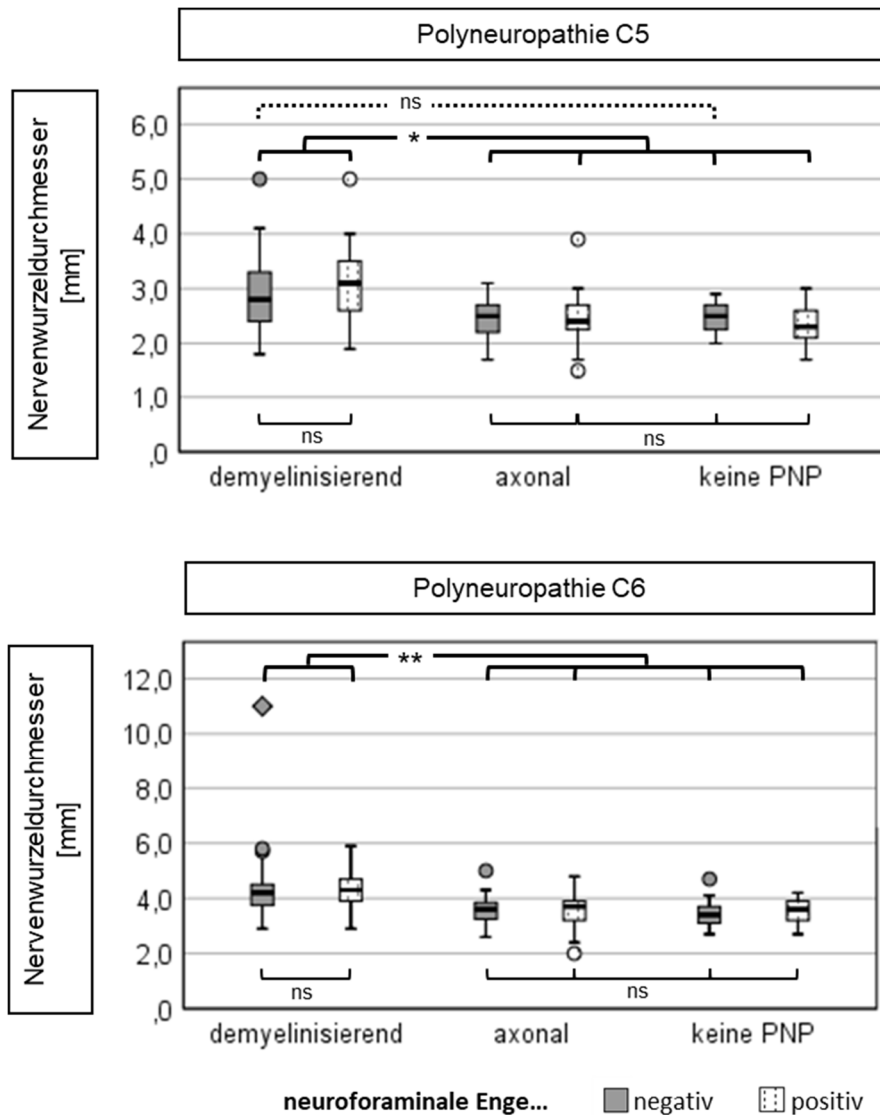 Polyneuropathie C5
Nervenwurzeldurchmesser
[mm]
ns
6,0
*
5,0
4,0
3,0
2,0
1,0
,0
ns
ns
demyelinisierend axonal keine PNP
Polyneuropathie C6
Nervenwurzeldurchmesser
[mm]
**
12,0
10,0
8,0
6,0
4,0
2,0
,0
ns
ns
demyelinisierend axonal keine PNP
neuroforaminale Enge... negativ positiv